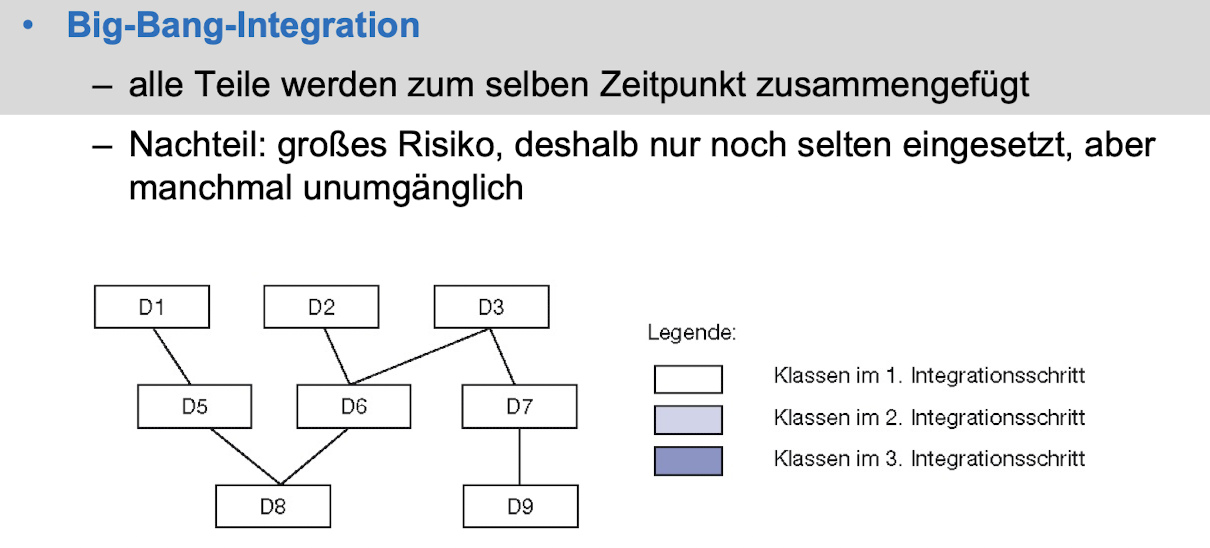 • Big-Bang-Integration
– alle Teile werden zum selben Zeitpunkt zusammengefügt
– Nachteil: großes Risiko, deshalb nur noch selten eingesetzt, aber
manchmal unumgänglich
D1
D2
D3
D5
D6
D7
D8
D9
Legende:
Klassen im 1. Integrationsschritt
Klassen im 2. Integrationsschritt
Klassen im 3. Integrationsschritt